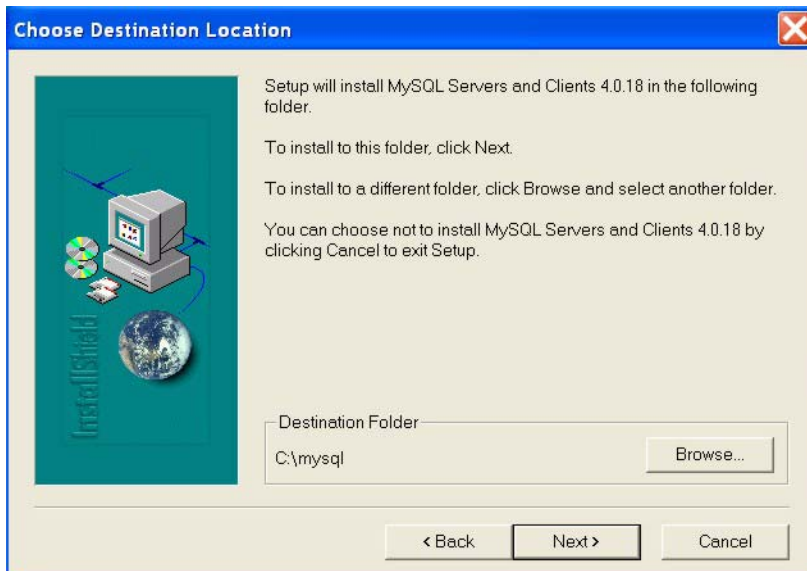 Choose Destination Location
Setup will install MySQL Servers and Clients 4.0.18 in the following
folder.
To install to this folder, click Next.
To install to a different folder, click Browse and select another folder.
You can choose not to install MySQL Servers and Clients 4.0.18 by
clicking Cancel to exit Setup.
InstallShield
Destination Folder
C:\mysql
Browse...
< Back
Next >
Cancel